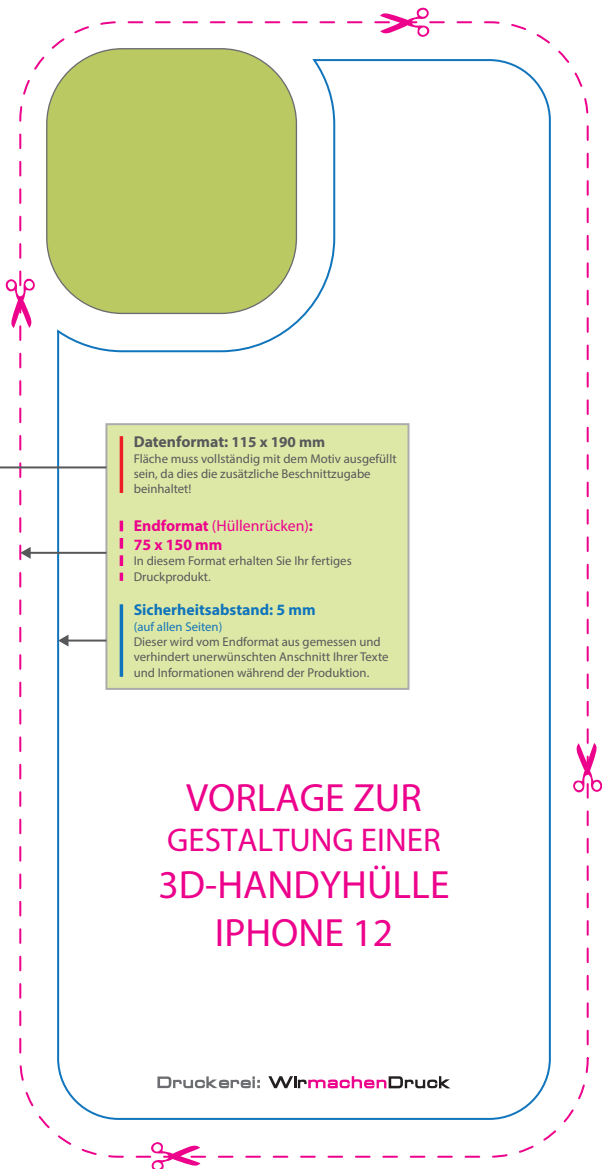 Datenformat: 115 x 190 mm
Fläche muss vollständig mit dem Motiv ausgefüllt
sein, da dies die zusätzliche Beschnittzugabe
beinhaltet!
Endformat (Hüllenrücken):
75 x 150 mm
In diesem Format erhalten Sie Ihr fertiges
Druckprodukt.
Sicherheitsabstand: 5 mm
(auf allen Seiten)
Dieser wird vom Endformat aus gemessen und
verhindert unerwünschten Anschnitt Ihrer Texte
und Informationen während der Produktion.
VORLAGE ZUR
GESTALTUNG EINER
3D-HANDYHÜLLE
IPHONE 12
Druckerei: WIrmachenDruck